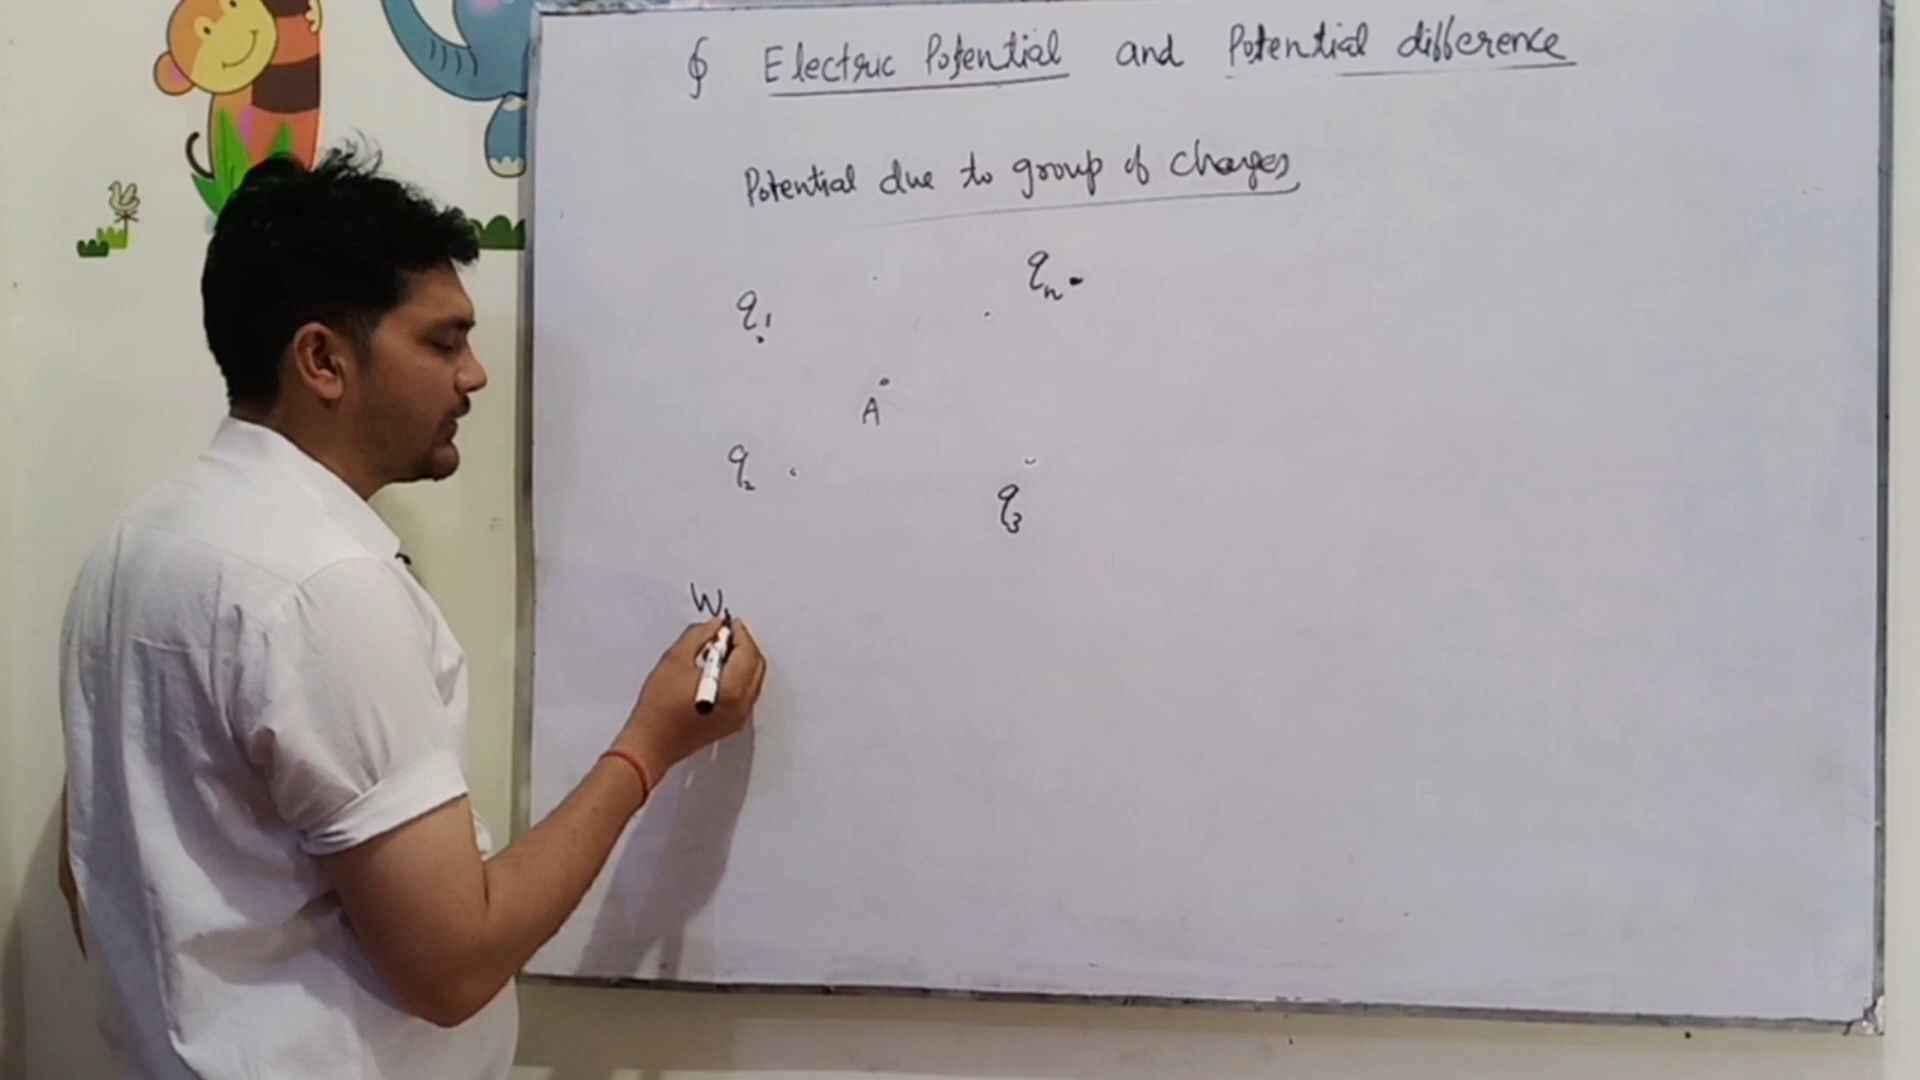 ∮ Electric Potential and Potential difference
Potential due to group of charges
q₁
qₙ
A
q₂
q₃
W